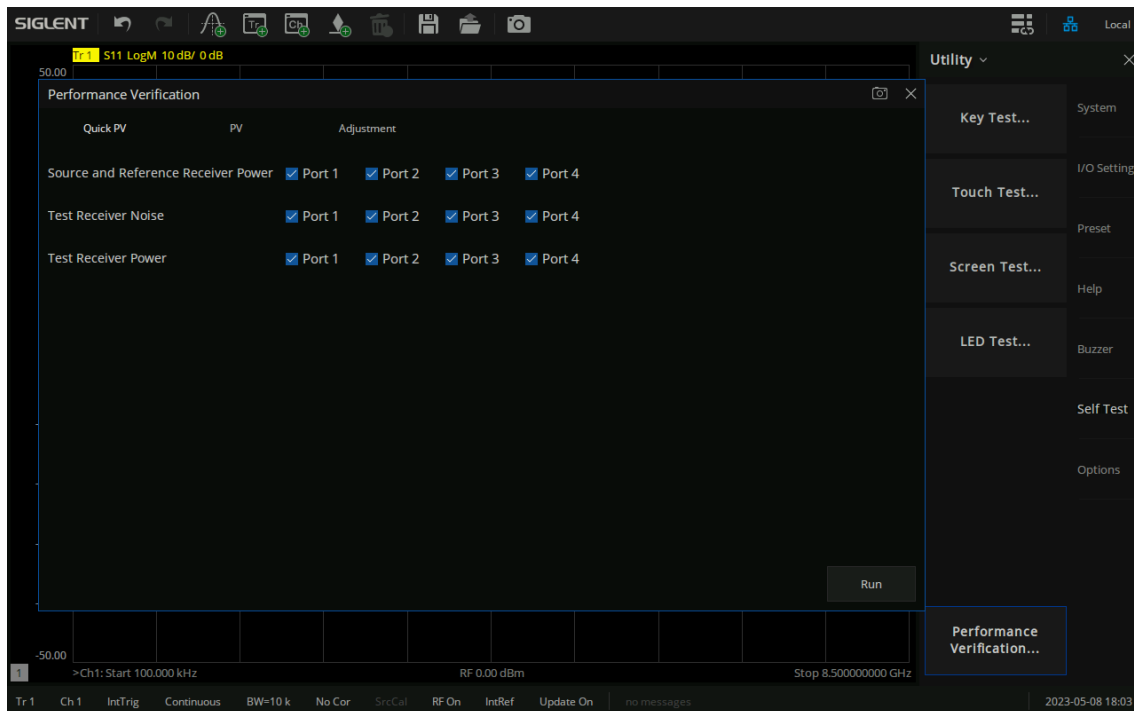 SIGLENT Tr Ch Local
Tr 1 S11 LogM 10 dB/ 0 dB
50.00
Performance Verification
Quick PV PV Adjustment
Source and Reference Receiver Power Port 1 Port 2 Port 3 Port 4
Test Receiver Noise Port 1 Port 2 Port 3 Port 4
Test Receiver Power Port 1 Port 2 Port 3 Port 4
Run
-50.00
1 >Ch1: Start 100.000 kHz RF 0.00 dBm Stop 8.500000000 GHz
Utility
Key Test...
Touch Test...
Screen Test...
LED Test...
Performance
Verification...
System
I/O Setting
Preset
Help
Buzzer
Self Test
Options
Tr 1 Ch 1 IntTrig Continuous BW=10 k No Cor SrcCal RF On IntRef Update On no messages 2023-05-08 18:03